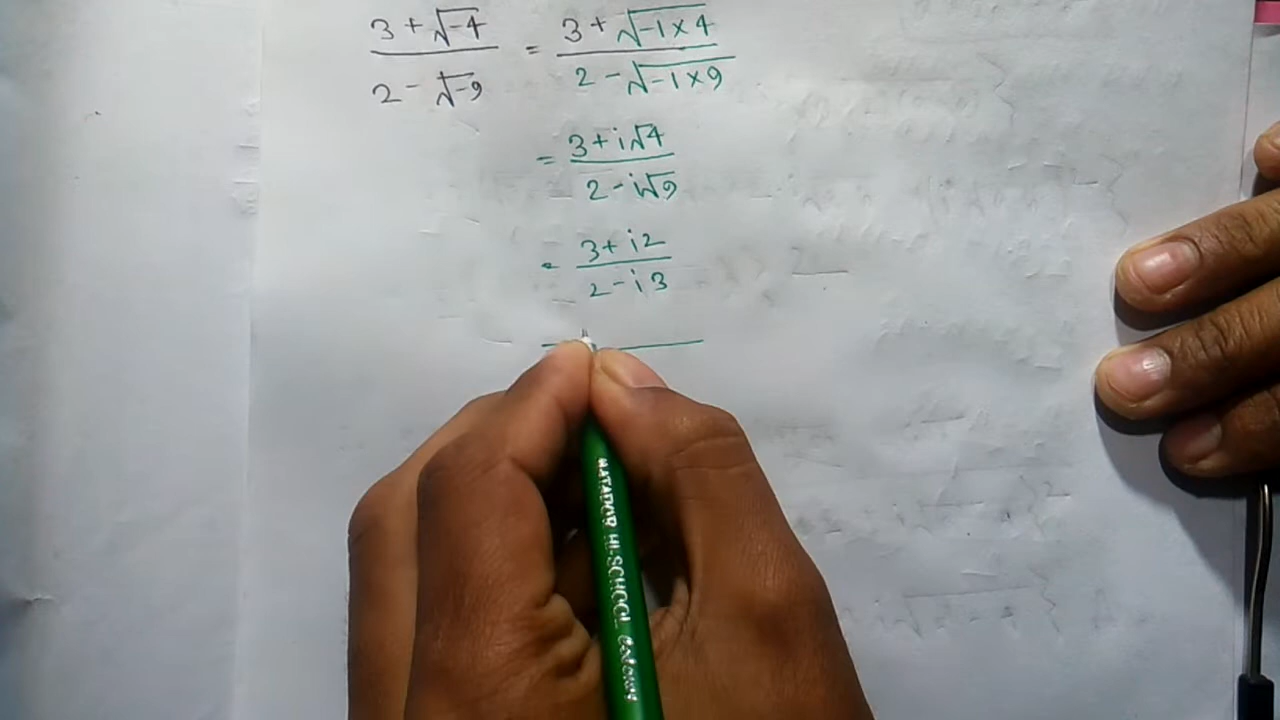 3 + √-4 / 2 - √-9 = 3 + √-1×4 / 2 - √-1×9
= 3 + i√4 / 2 - i√9
= 3 + i2 / 2 - i3
MATADOR HI-SCHOOL